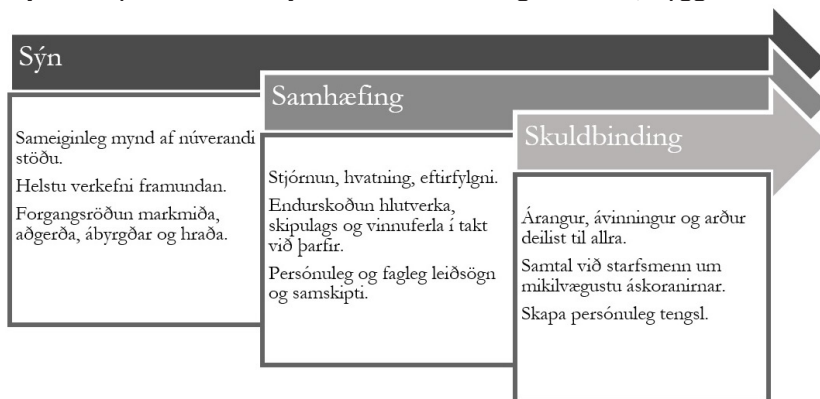 Sýn
Sameiginleg mynd af núverandi
stöðu.
Helstu verkefni framundan.
Forgangsröðun markmiða,
aðgerða, ábyrgðar og hraða.
Samhæfing
Stjórnun, hvatning, eftirfylgni.
Endurskoðun hlutverka,
skipulags og vinnuferla í takt
við þarfir.
Persónuleg og fagleg leiðsögn
og samskipti.
Skuldbinding
Árangur, ávinningur og arður
deilist til allra.
Samtal við starfsmenn um
mikilvægustu áskoranirnar.
Skapa persónuleg tengsl.